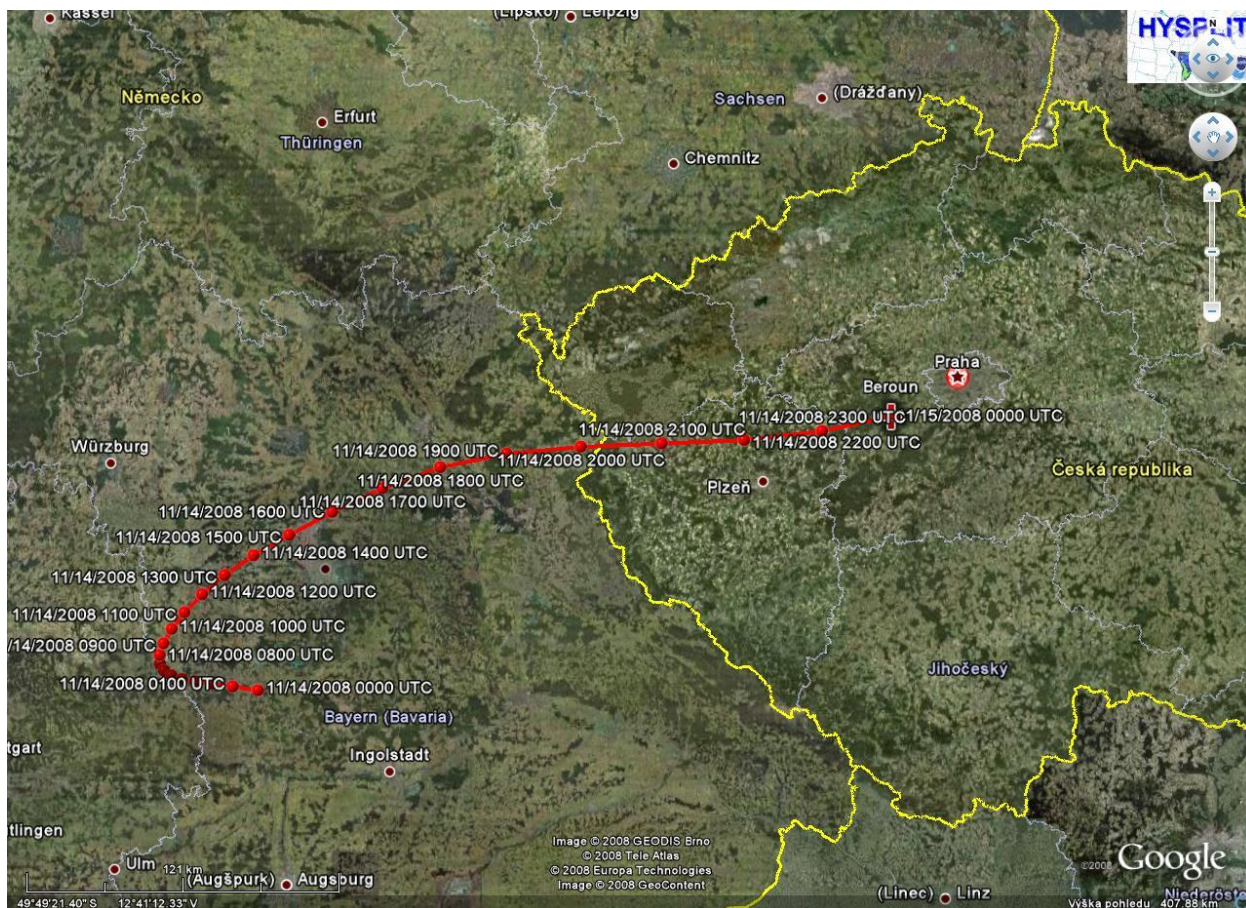 Kassel
(Lipsko) Leipzig
HYSPLIT
N
Německo
Sachsen
(Drážďany)
Erfurt
Thüringen
Chemnitz
Praha
Beroun
11/14/2008 2300 UTC
1/15/2008 0000 UTC
11/14/2008 2100 UTC
11/14/2008 2200 UTC
Würzburg
11/14/2008 1900 UTC
11/14/2008 2000 UTC
Česká republika
11/14/2008 1800 UTC
Plzeň
11/14/2008 1700 UTC
11/14/2008 1600 UTC
11/14/2008 1500 UTC
11/14/2008 1400 UTC
11/14/2008 1300 UTC
11/14/2008 1200 UTC
11/14/2008 1100 UTC
11/14/2008 1000 UTC
/14/2008 0900 UTC
11/14/2008 0800 UTC
Jihočeský
11/14/2008 0100 UTC
11/14/2008 0000 UTC
Bayern (Bavaria)
tgart
Ingolstadt
tlingen
Image © 2008 GEODIS Brno
© 2008 Tele Atlas
© 2008 Europa Technologies
Image © 2008 GeoContent
©2008 Google
Ulm
121 km
(Augšpurk) Augsburg
(Linec) Linz
Niederöste
49°49'21.40" S 12°41'12.33" V
Výška pohledu 407.88 km